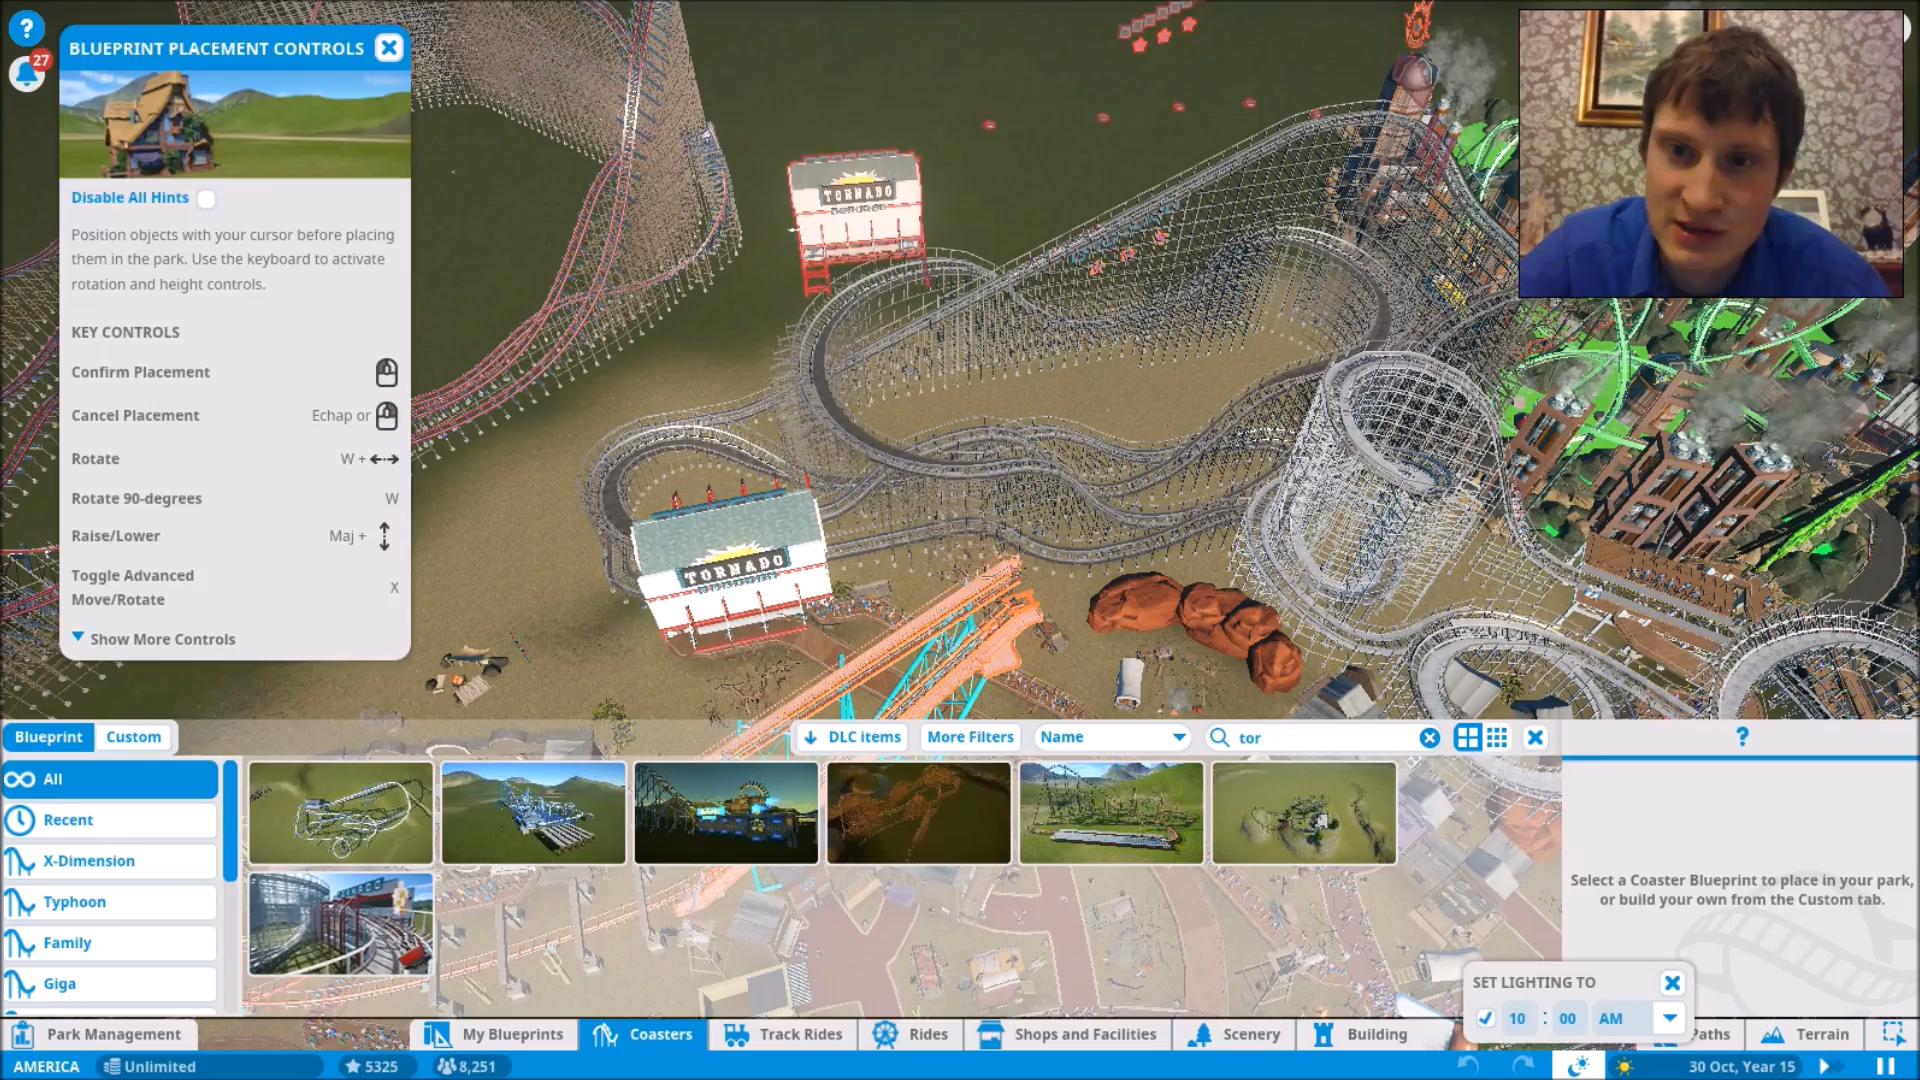 ?
27
BLUEPRINT PLACEMENT CONTROLS
Disable All Hints
Position objects with your cursor before placing
them in the park. Use the keyboard to activate
rotation and height controls.
KEY CONTROLS
Confirm Placement
Cancel Placement Echap or
Rotate W +
Rotate 90-degrees W
Raise/Lower Maj +
Toggle Advanced
Move/Rotate X
Show More Controls
TORNADO
TORNADO
Blueprint Custom
DLC items More Filters Name tor
?
All
Recent
X-Dimension
Typhoon
Family
Giga
Select a Coaster Blueprint to place in your park,
or build your own from the Custom tab.
SET LIGHTING TO
10 : 00 AM
Park Management My Blueprints Coasters Track Rides Rides Shops and Facilities Scenery Building Paths Terrain
AMERICA Unlimited 5325 8,251 30 Oct, Year 15